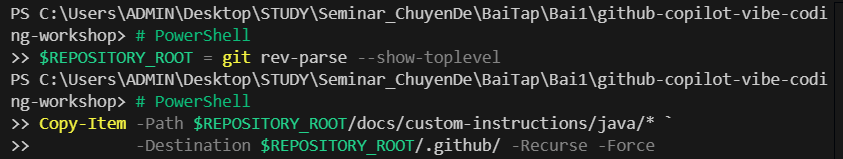 PS C:\Users\ADMIN\Desktop\STUDY\Seminar_ChuyenDe\BaiTap\Bai1\github-copilot-vibe-codi
ng-workshop> # PowerShell
>> $REPOSITORY_ROOT = git rev-parse --show-toplevel
PS C:\Users\ADMIN\Desktop\STUDY\Seminar_ChuyenDe\BaiTap\Bai1\github-copilot-vibe-codi
ng-workshop> # PowerShell
>> Copy-Item -Path $REPOSITORY_ROOT/docs/custom-instructions/java/* `
>>           -Destination $REPOSITORY_ROOT/.github/ -Recurse -Force